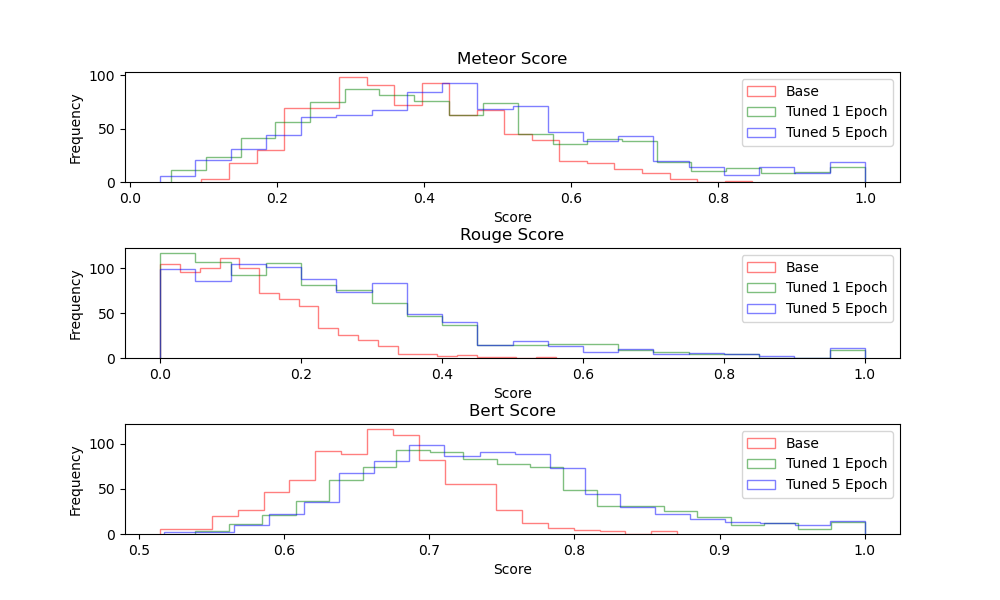 Meteor Score
Frequency
100
50
0
0.0 0.2 0.4 0.6 0.8 1.0
Score
Base
Tuned 1 Epoch
Tuned 5 Epoch
Rouge Score
Frequency
100
50
0
0.0 0.2 0.4 0.6 0.8 1.0
Score
Base
Tuned 1 Epoch
Tuned 5 Epoch
Bert Score
Frequency
100
50
0
0.5 0.6 0.7 0.8 0.9 1.0
Score
Base
Tuned 1 Epoch
Tuned 5 Epoch